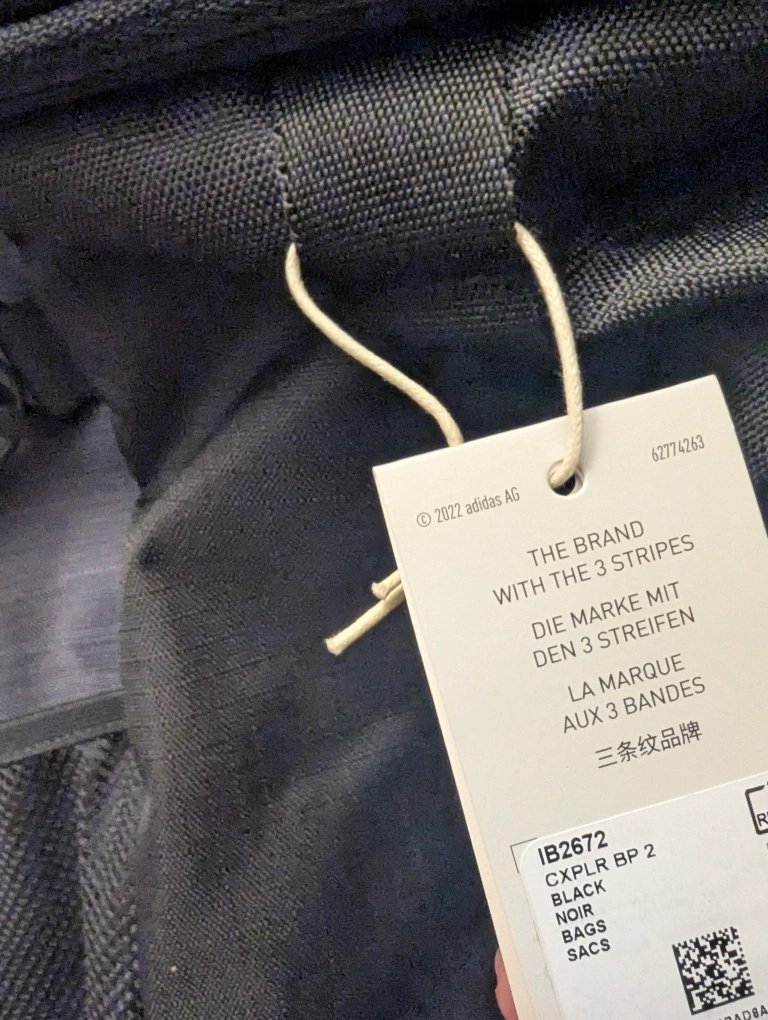 © 2022 adidas AG
62774263
THE BRAND
WITH THE 3 STRIPES
DIE MARKE MIT
DEN 3 STREIFEN
LA MARQUE
AUX 3 BANDES
三条纹品牌
IB2672
CXPLR BP 2
BLACK
NOIR
BAGS
SACS